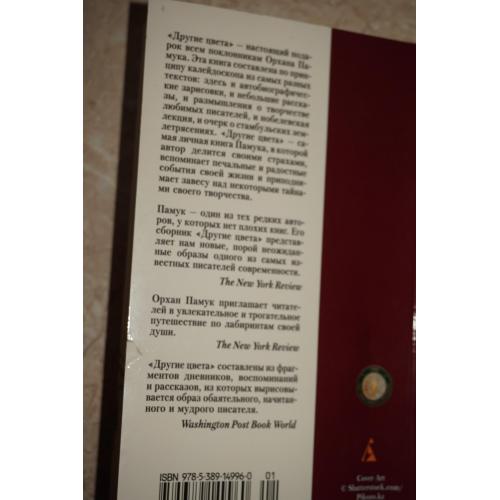 «Другие цвета» — настоящий пода-
рок всем поклонникам Орхана Па-
мука. Эта книга составлена по прин-
ципу калейдоскопа из самых разных
текстов: здесь и автобиографичес-
кие зарисовки, и небольшие расска-
зы, и размышления о творчестве
любимых писателей, и нобелевская
лекция, и очерк о стамбульских зем-
летрясениях. «Другие цвета» — са-
мая личная книга Памука, в которой
автор делится своими страхами,
вспоминает печальные и радостные
события своей жизни и приподни-
мает завесу над некоторыми тайна-
ми своего творчества.
Памук — один из тех редких авто-
ров, у которых нет плохих книг. Его
сборник «Другие цвета» представ-
ляет нам новые, порой неожидан-
ные образы одного из самых из-
вестных писателей современности.
The New York Review
Орхан Памук приглашает читате-
лей в увлекательное и трогательное
путешествие по лабиринтам своей
души.
The New York Review
«Другие цвета» составлены из фраг-
ментов дневников, воспоминаний
и рассказов, из которых вырисовы-
вается образ обаятельного, начитан-
ного и мудрого писателя.
Washington Post Book World
ISBN 978-5-389-14996-0 01
Cover Art
© Shutterstock.com/